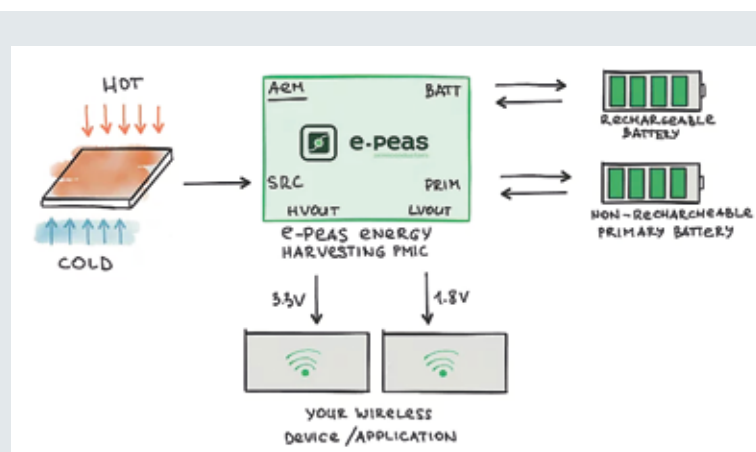 HOT
AEM
BATT
e-peas
SRC
PRIM
HVOUT
LVOUT
e-PEAS ENERGY
HARVESTING PMIC
COLD
RECHARGEABLE
BATTERY
NON-RECHARCHEABLE
PRIMARY BATTERY
3.3V
1.8V
YOUR WIRELESS
DEVICE/APPLICATION